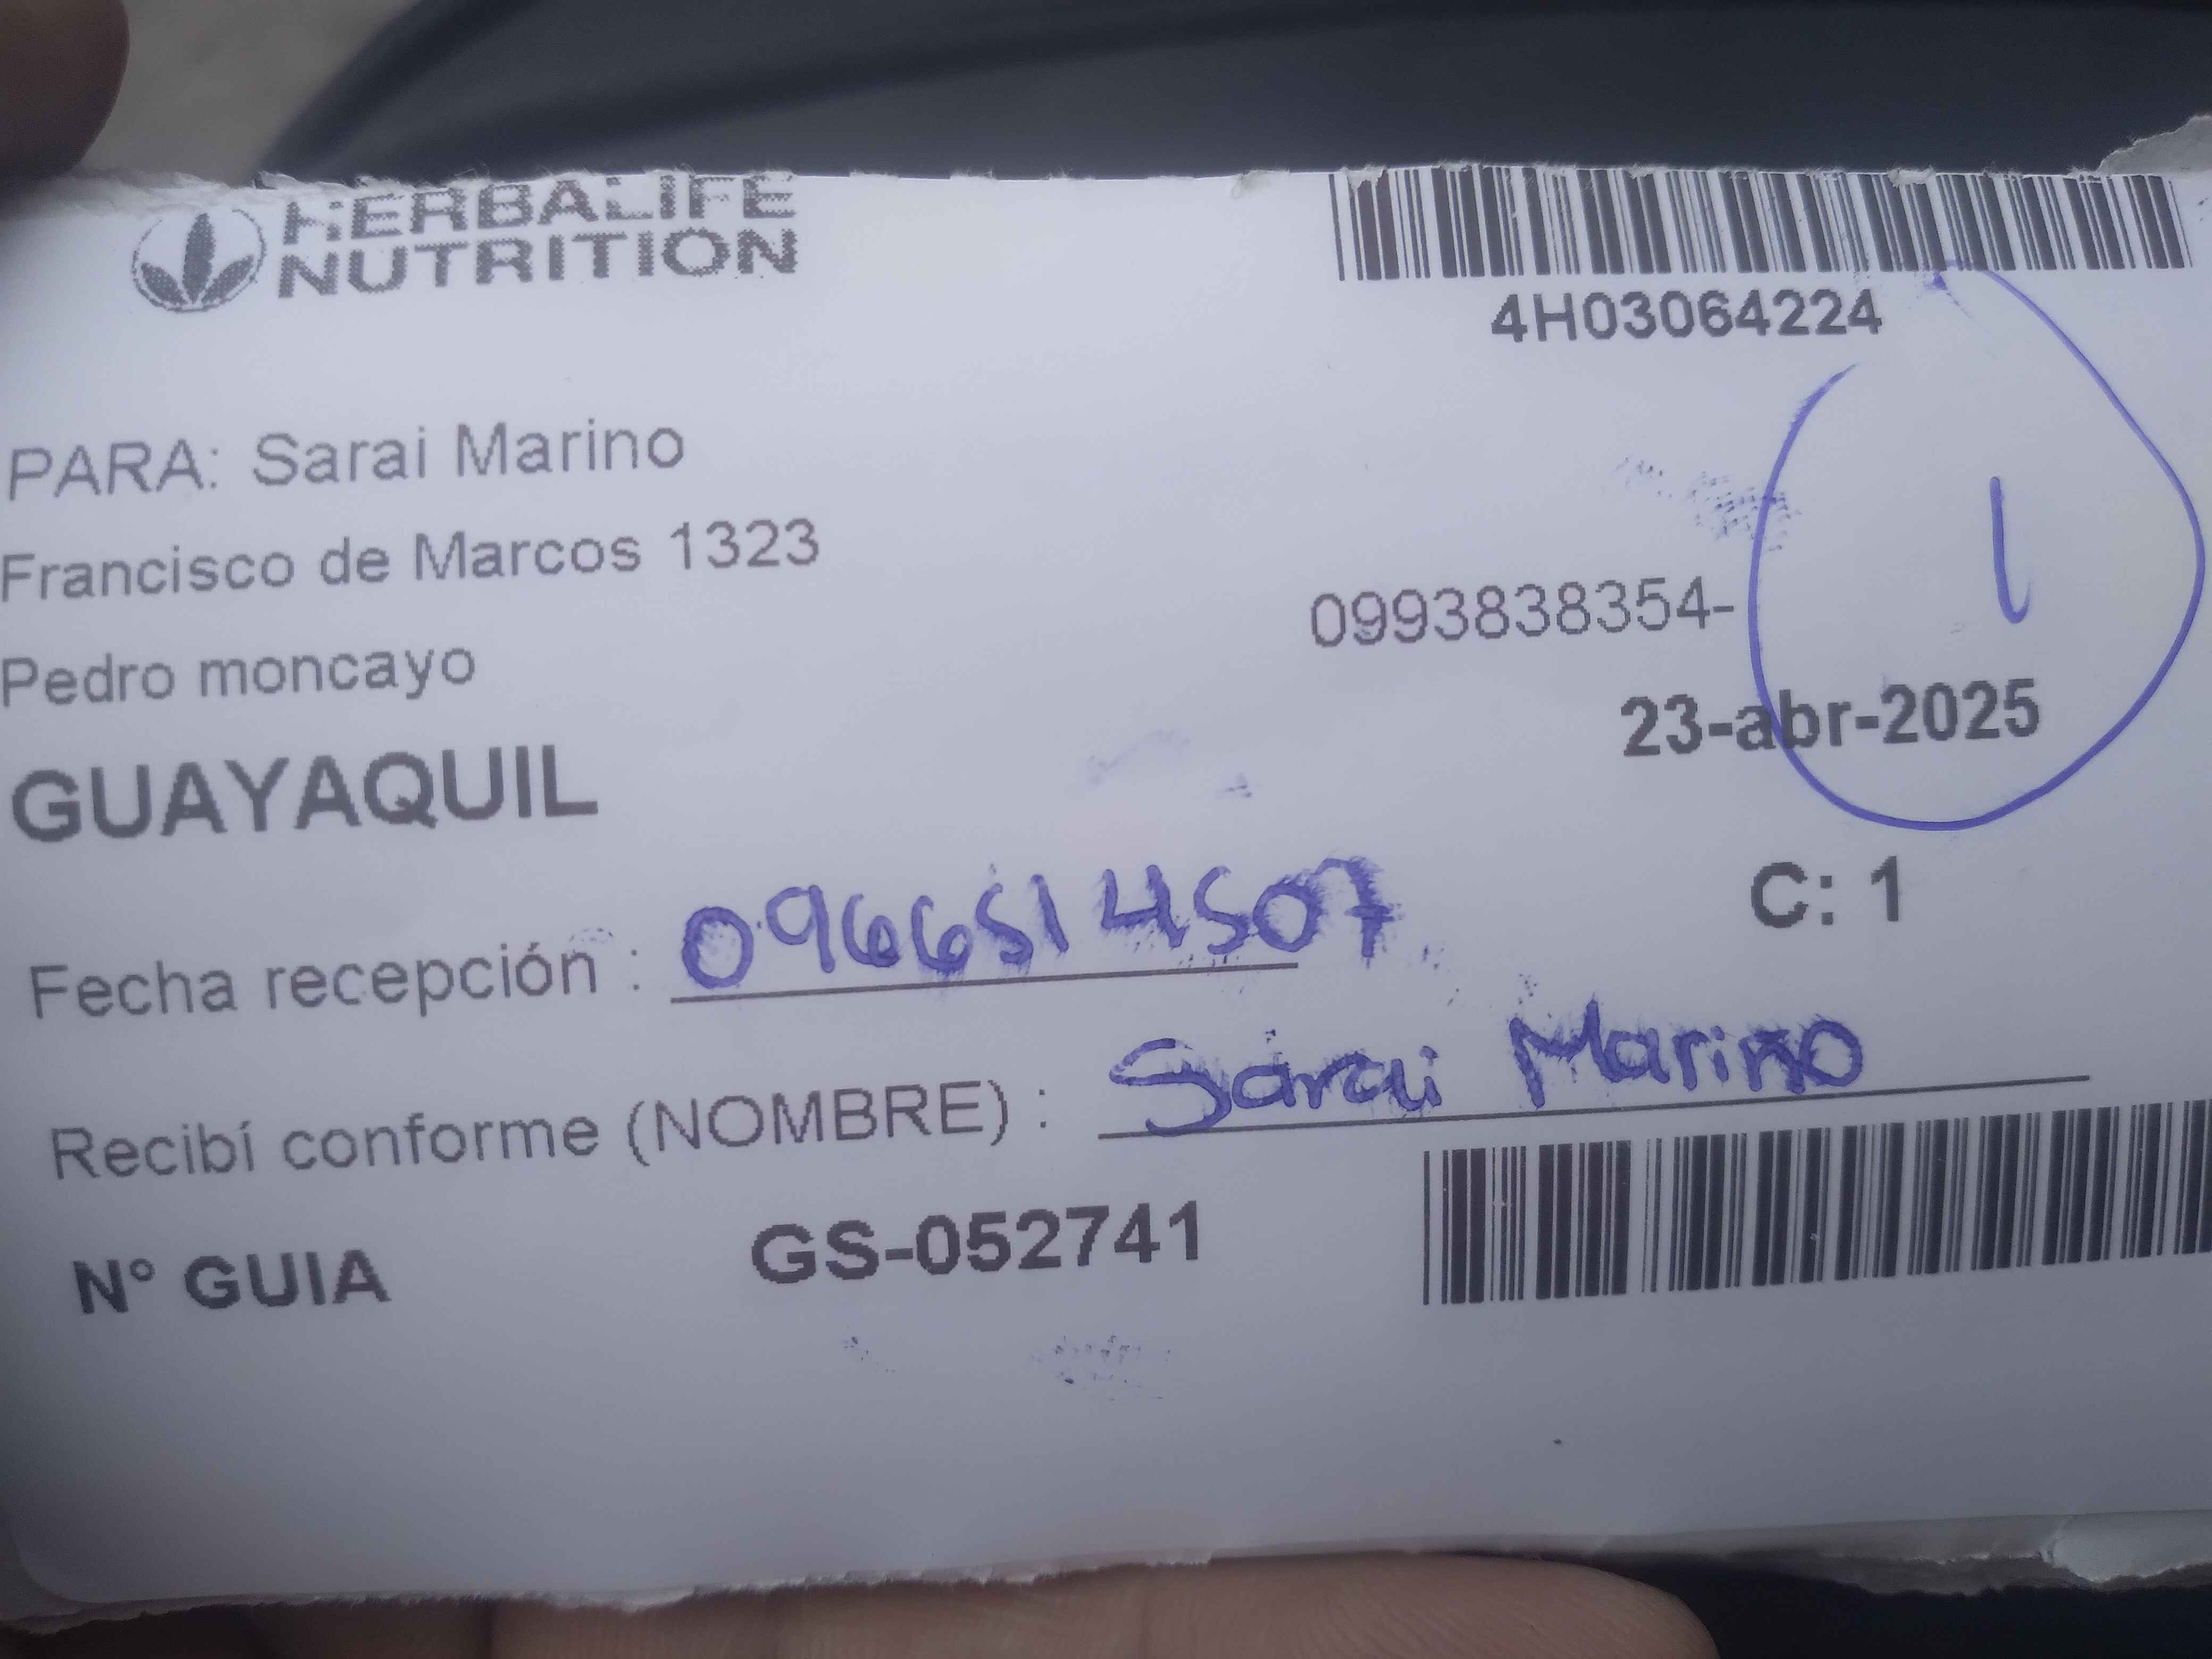 HERBALIFE
NUTRITION
4H03064224
PARA: Sarai Marino
Francisco de Marcos 1323
1
0993838354-
Pedro moncayo
23-abr-2025
GUAYAQUIL
C: 1
Fecha recepción : 0966514507
Recibí conforme (NOMBRE) : Sarai Mariño
N° GUIA GS-052741